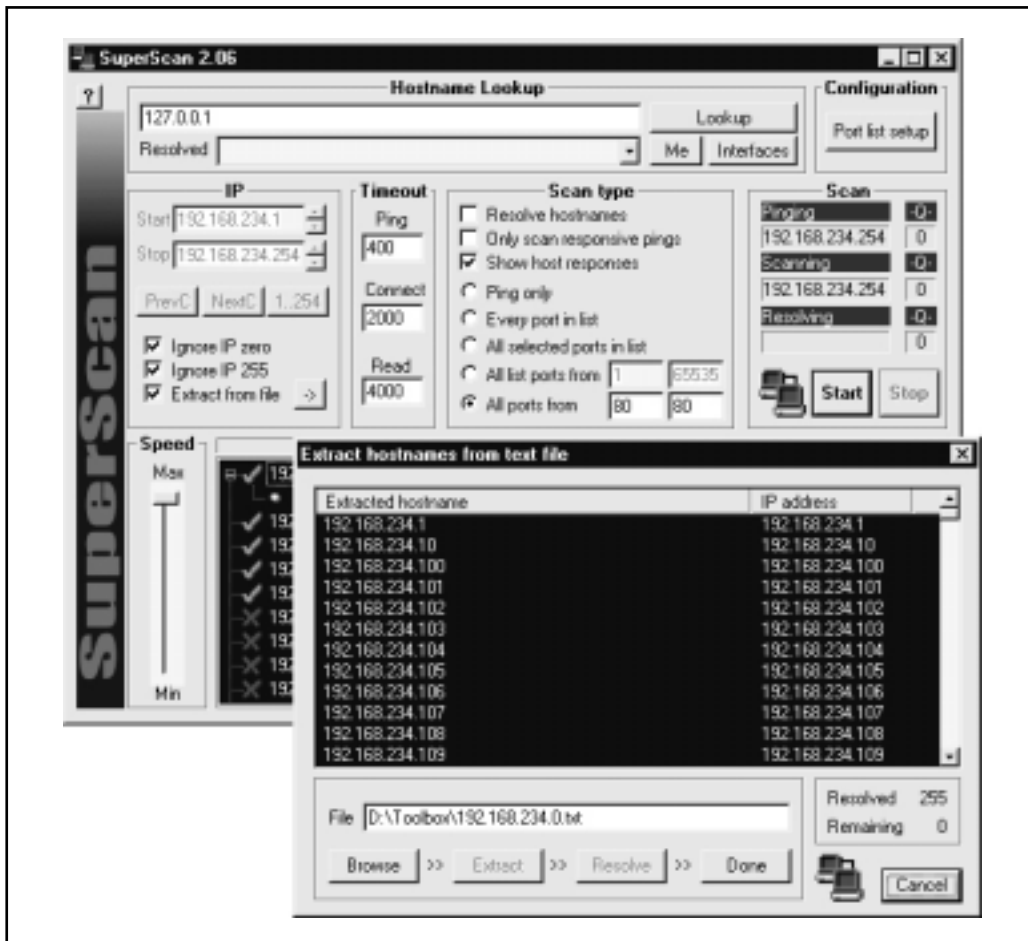 SuperScan 2.06
?
Hostname Lookup
127.0.0.1
Lookup
Resolved
Me
Interfaces
Configuration
Port list setup
IP
Start 192.168.234.1
Stop 192.168.234.254
PrevC
NextC
1..254
Ignore IP zero
Ignore IP 255
Extract from file
->
Timeout
Ping
400
Connect
2000
Read
4000
Scan type
Resolve hostnames
Only scan responsive pings
Show host responses
Ping only
Every port in list
All selected ports in list
All list ports from 1 65535
All ports from 80 80
Scan
Pinging -Q-
192.168.234.254 0
Scanning -Q-
192.168.234.254 0
Resolving -Q-
0
Start
Stop
SuperScan
Speed
Max
Min
192
192
192
192
192
192
192
192
192
Extract hostnames from text file
Extracted hostname IP address
192.168.234.1 192.168.234.1
192.168.234.10 192.168.234.10
192.168.234.100 192.168.234.100
192.168.234.101 192.168.234.101
192.168.234.102 192.168.234.102
192.168.234.103 192.168.234.103
192.168.234.104 192.168.234.104
192.168.234.105 192.168.234.105
192.168.234.106 192.168.234.106
192.168.234.107 192.168.234.107
192.168.234.108 192.168.234.108
192.168.234.109 192.168.234.109
File D:\Toolbox\192.168.234.0.txt
Browse >> Extract >> Resolve >> Done
Resolved 255
Remaining 0
Cancel